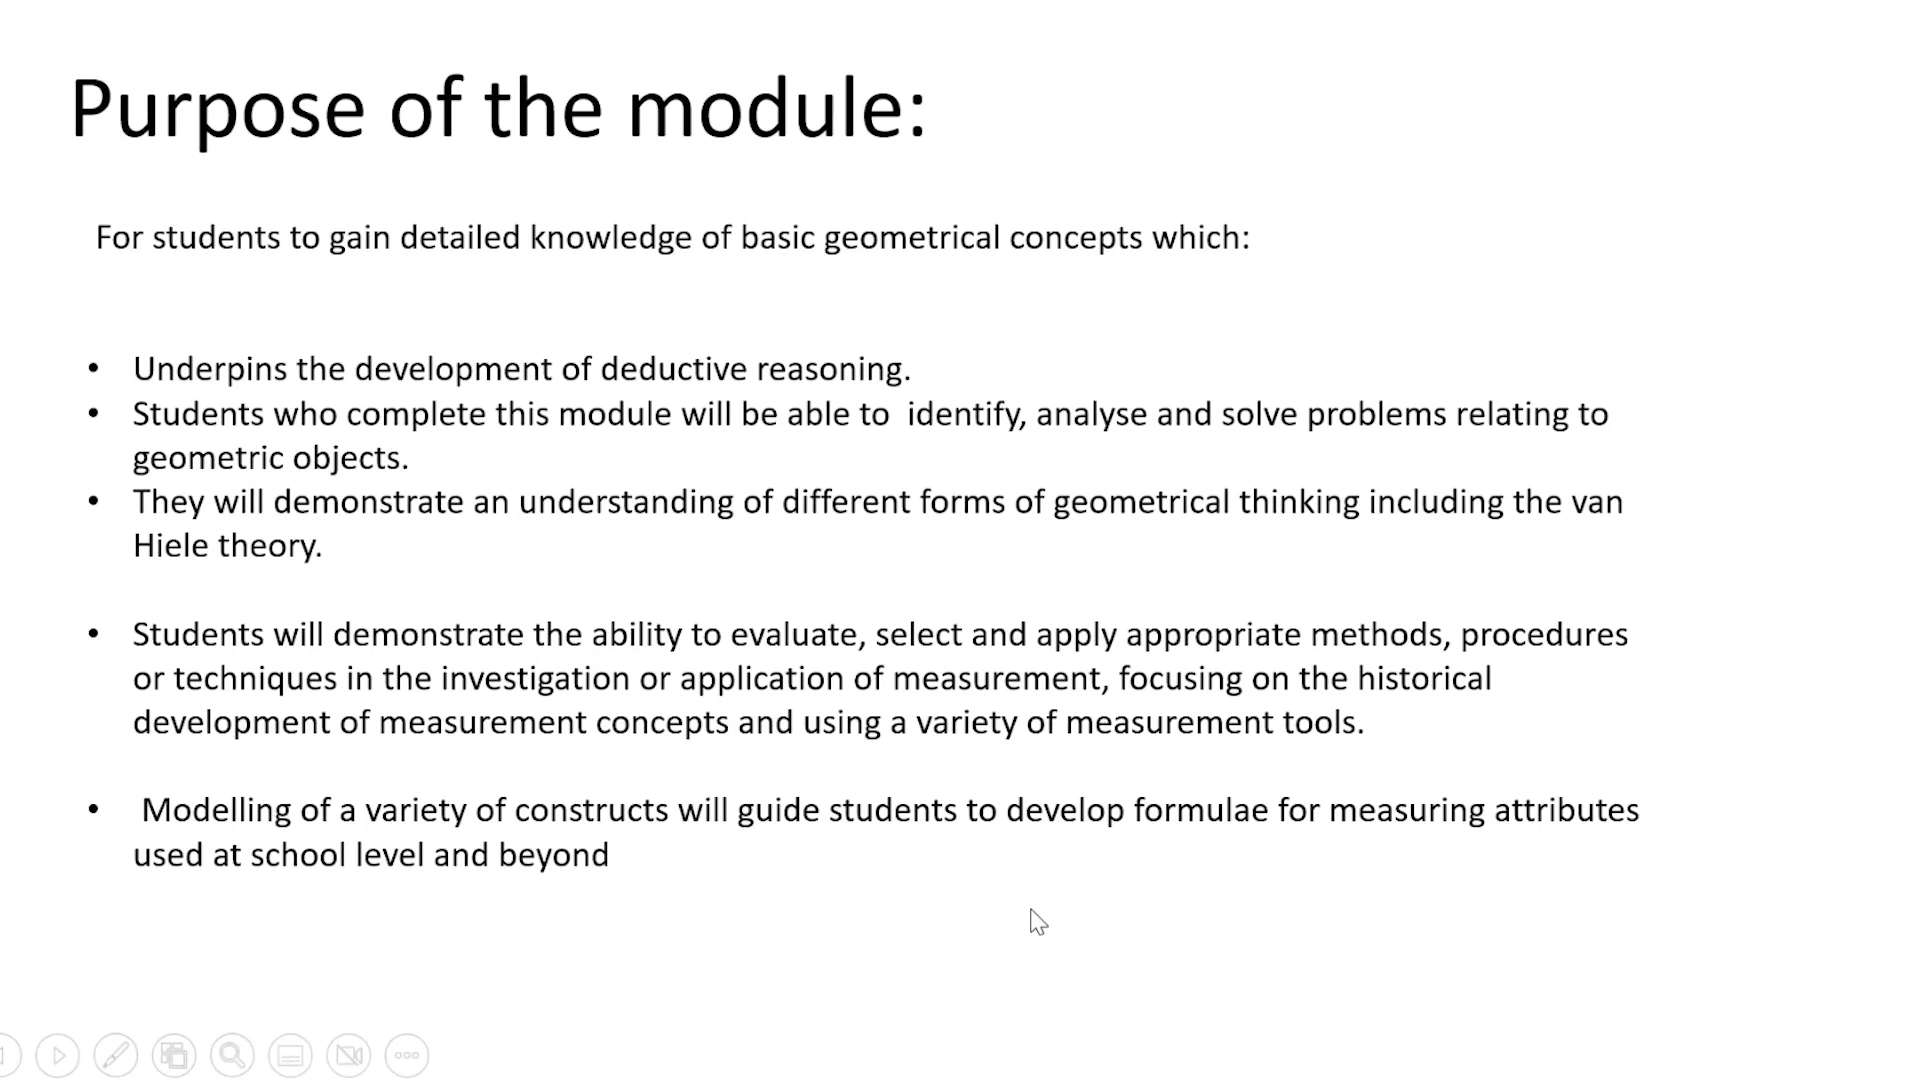 Purpose of the module:
For students to gain detailed knowledge of basic geometrical concepts which:
• Underpins the development of deductive reasoning.
• Students who complete this module will be able to  identify, analyse and solve problems relating to
geometric objects.
• They will demonstrate an understanding of different forms of geometrical thinking including the van
Hiele theory.
• Students will demonstrate the ability to evaluate, select and apply appropriate methods, procedures
or techniques in the investigation or application of measurement, focusing on the historical
development of measurement concepts and using a variety of measurement tools.
• Modelling of a variety of constructs will guide students to develop formulae for measuring attributes
used at school level and beyond